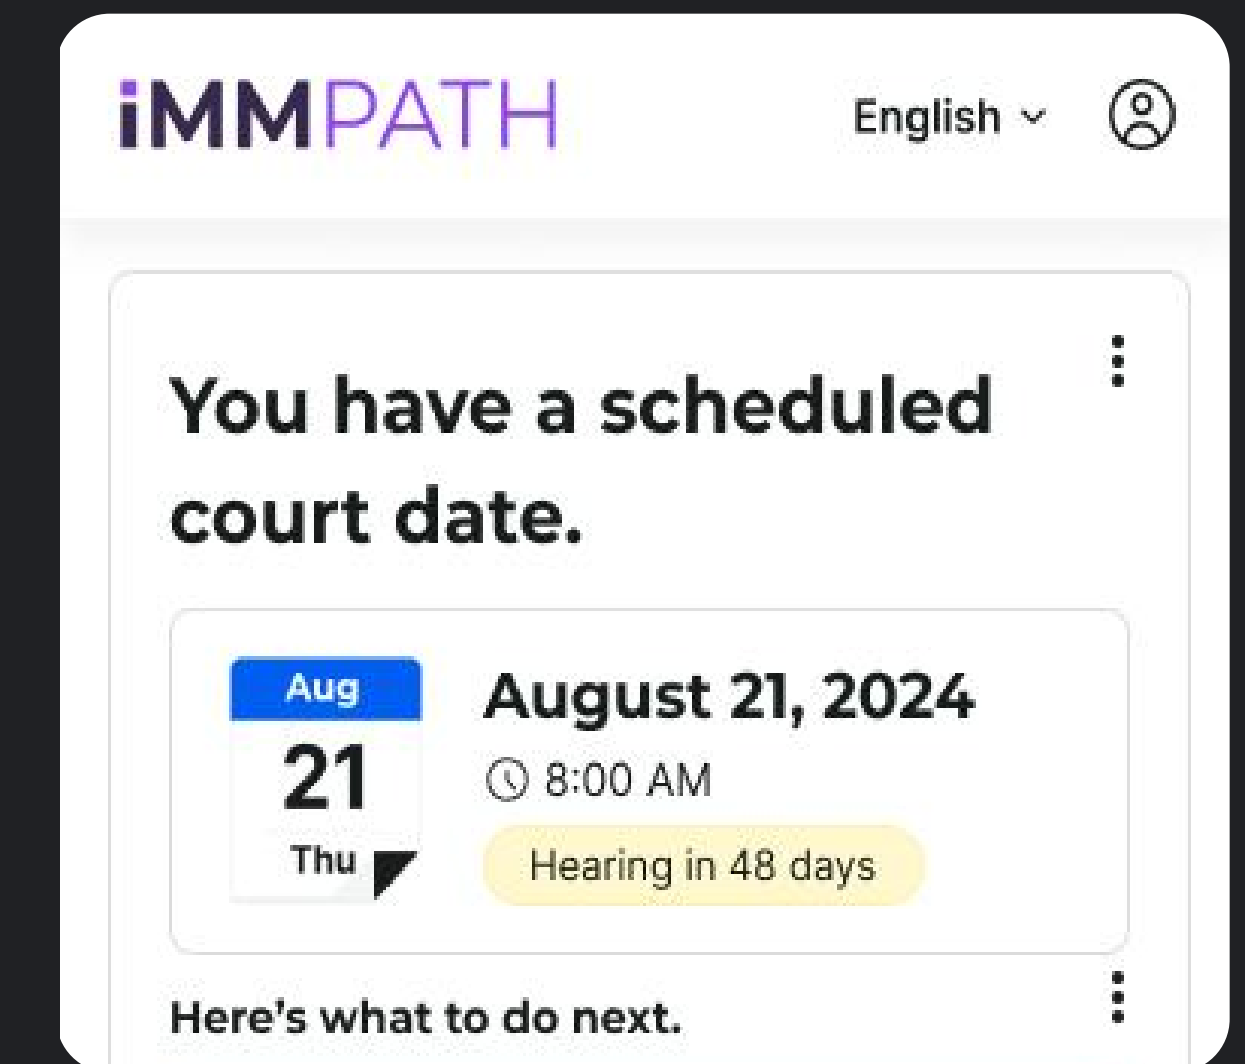 iMMPATH
English
You have a scheduled
court date.
Aug
21
Thu
August 21, 2024
8:00 AM
Hearing in 48 days
Here's what to do next.